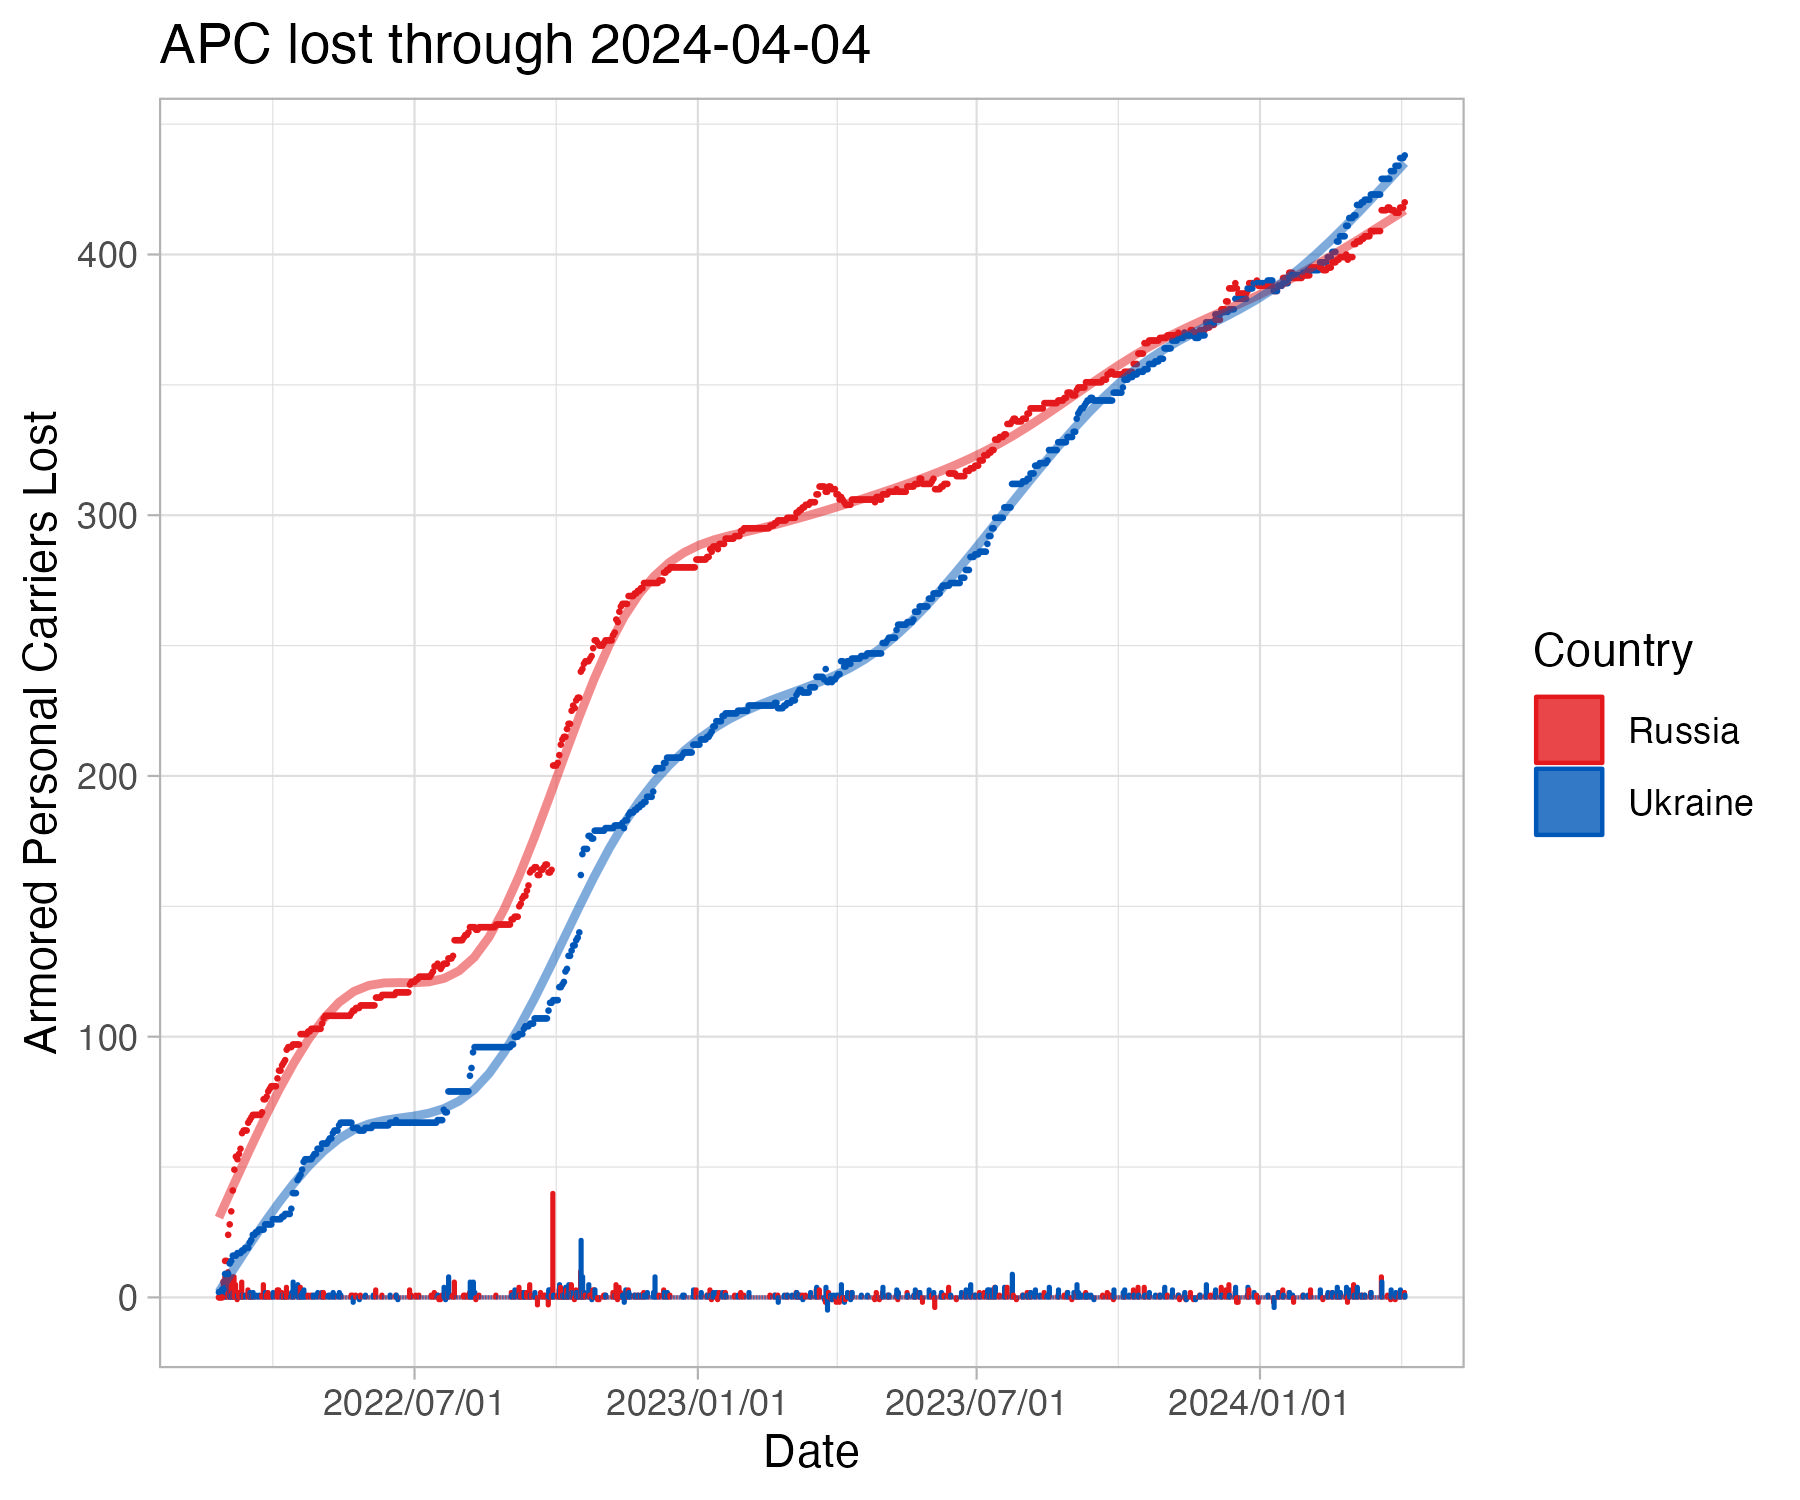 APC lost through 2024-04-04
Armored Personal Carriers Lost
400
300
200
100
0
2022/07/01
2023/01/01
2023/07/01
2024/01/01
Date
Country
Russia
Ukraine